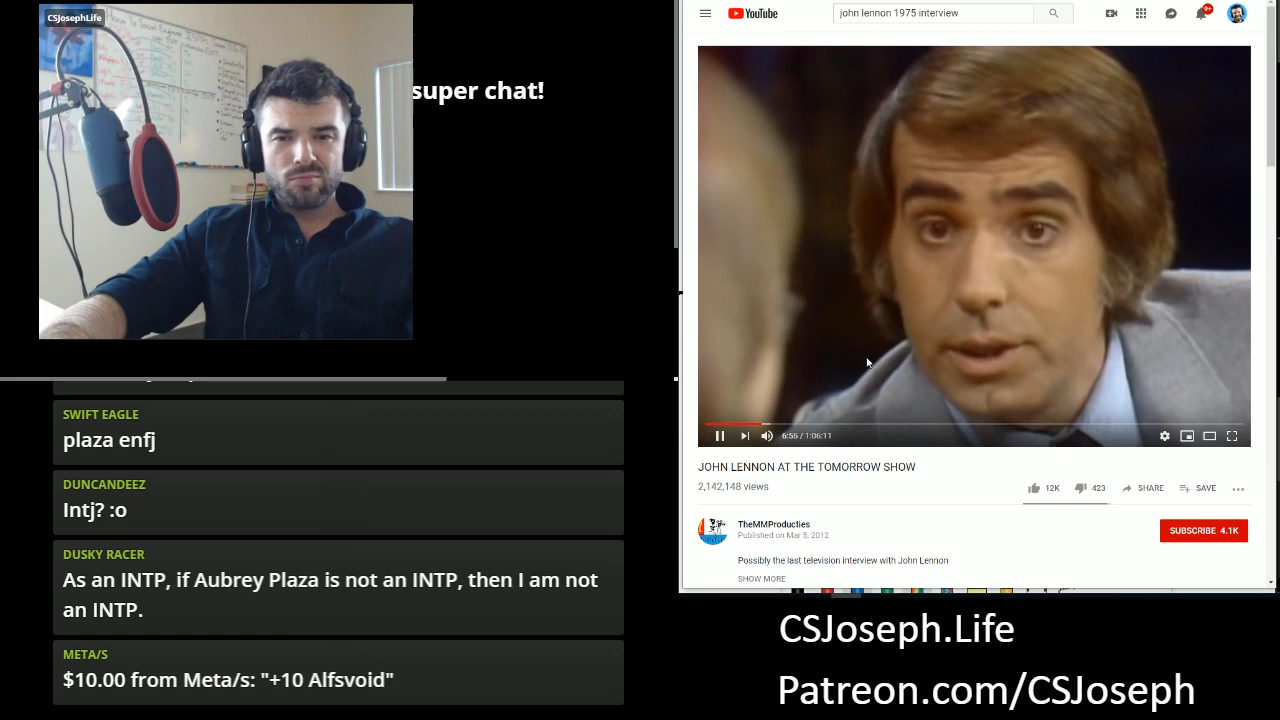 CSJosephLife
super chat!
SWIFT EAGLE
plaza enfj
DUNCANDEEZ
Intj? :o
DUSKY RACER
As an INTP, if Aubrey Plaza is not an INTP, then I am not
an INTP.
META/S
$10.00 from Meta/s: "+10 Alfsvoid"
YouTube
john lennon 1975 interview
9+
6:55 / 1:06:11
JOHN LENNON AT THE TOMORROW SHOW
2,142,148 views
12K
423
SHARE
SAVE
TheMMProducties
Published on Mar 5, 2012
SUBSCRIBE 4.1K
Possibly the last television interview with John Lennon
SHOW MORE
CSJoseph.Life
Patreon.com/CSJoseph